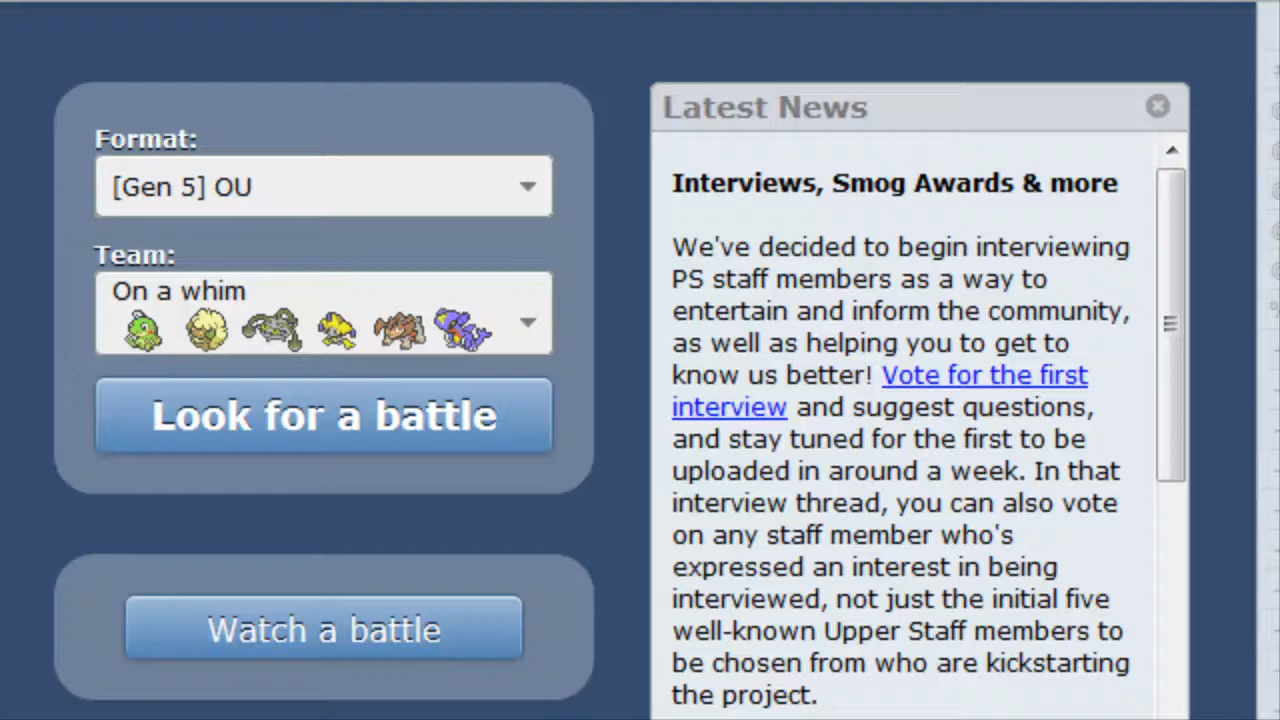 Format:
[Gen 5] OU
Team:
On a whim
Look for a battle
Watch a battle
Latest News
Interviews, Smog Awards & more
We've decided to begin interviewing
PS staff members as a way to
entertain and inform the community,
as well as helping you to get to
know us better! Vote for the first
interview and suggest questions,
and stay tuned for the first to be
uploaded in around a week. In that
interview thread, you can also vote
on any staff member who's
expressed an interest in being
interviewed, not just the initial five
well-known Upper Staff members to
be chosen from who are kickstarting
the project.